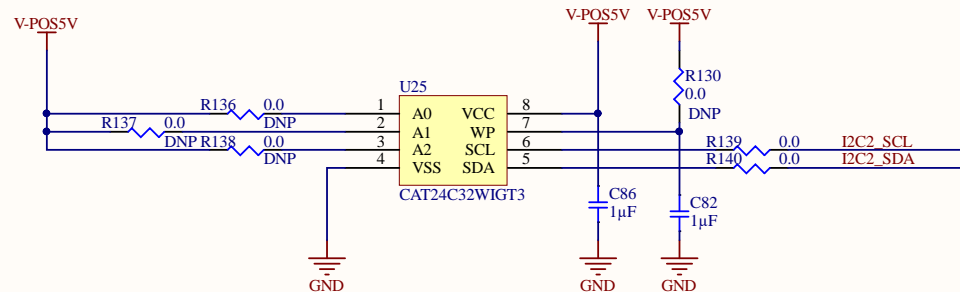 V-POS5V
V-POS5V
V-POS5V
R130
0.0
DNP
U25
R136 0.0
DNP
1
A0
VCC
8
R137 0.0
DNP
2
A1
WP
7
R138 0.0
DNP
3
A2
SCL
6
R139 0.0
I2C2_SCL
4
VSS
SDA
5
R140 0.0
I2C2_SDA
CAT24C32WIGT3
C86
1µF
C82
1µF
GND
GND
GND